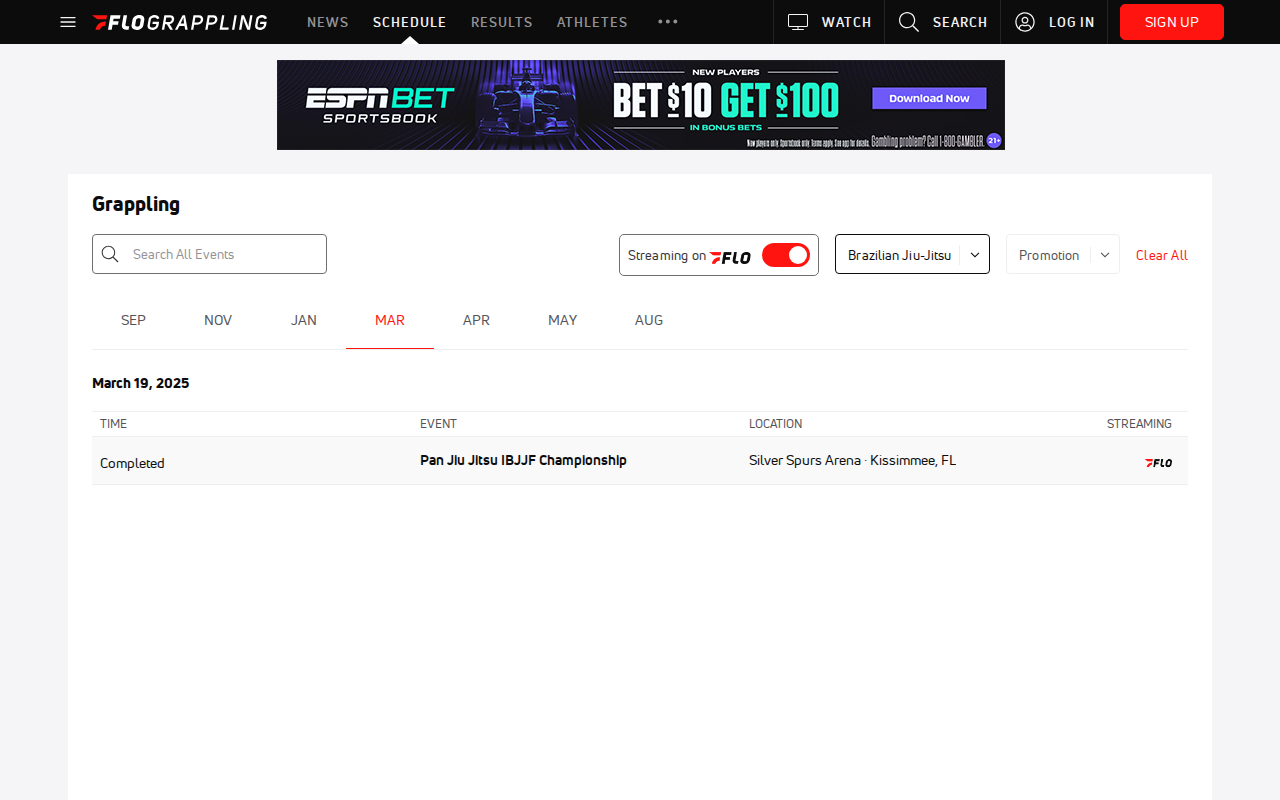 FLOGRAPPLING NEWS SCHEDULE RESULTS ATHLETES ••• WATCH SEARCH LOG IN SIGN UP
ESPN BET SPORTSBOOK
NEW PLAYERS
BET $10 GET $100
IN BONUS BETS
Download Now
New players only. Sportsbook only. Terms apply. See app for details. Gambling problem? Call 1-800-GAMBLER. 21+
Grappling
Search All Events Streaming on FLO Brazilian Jiu-Jitsu Promotion Clear All
SEP NOV JAN MAR APR MAY AUG
March 19, 2025
TIME EVENT LOCATION STREAMING
Completed Pan Jiu Jitsu IBJJF Championship Silver Spurs Arena · Kissimmee, FL FLO